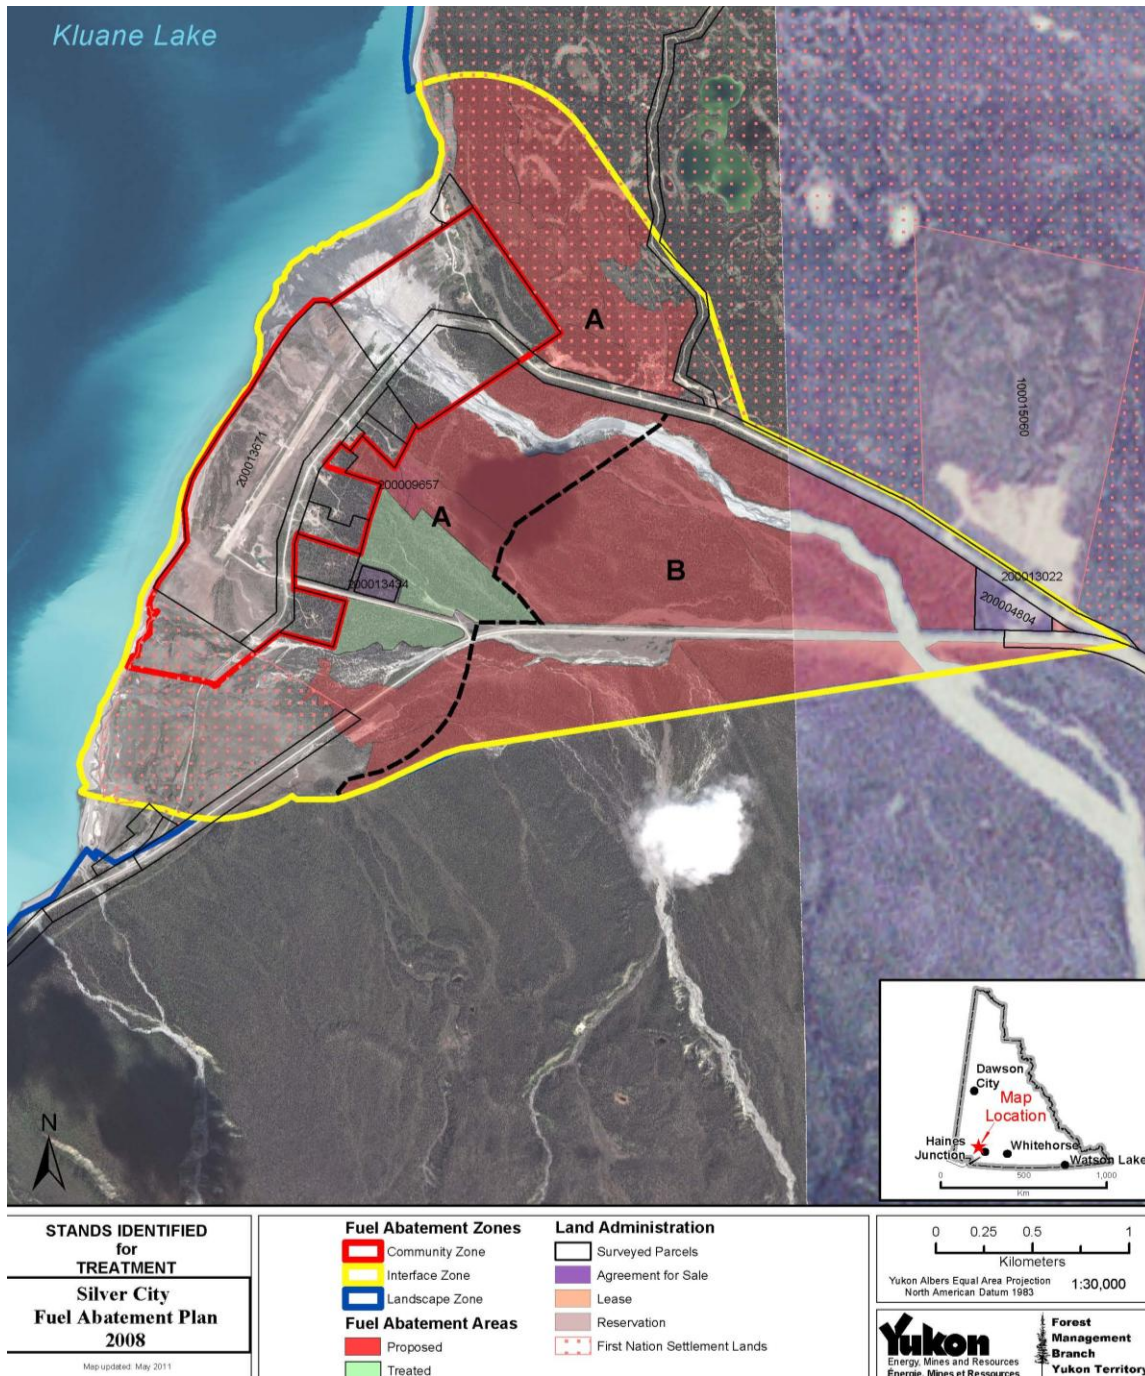 Kluane Lake
A
200013671
100015060
200009657
A
B
200013434
200013022
200004804
N
Dawson
City
Map
Location
Haines
Junction
Whitehorse
Watson Lake
0 500 1,000
Km
STANDS IDENTIFIED
for
TREATMENT
Silver City
Fuel Abatement Plan
2008
Map updated: May 2011
Fuel Abatement Zones
Community Zone
Interface Zone
Landscape Zone
Fuel Abatement Areas
Proposed
Treated
Land Administration
Surveyed Parcels
Agreement for Sale
Lease
Reservation
First Nation Settlement Lands
0 0.25 0.5 1
Kilometers
Yukon Albers Equal Area Projection
North American Datum 1983
1:30,000
Yukon
Energy, Mines and Resources
Énergie, Mines et Ressources
Forest
Management
Branch
Yukon Territory